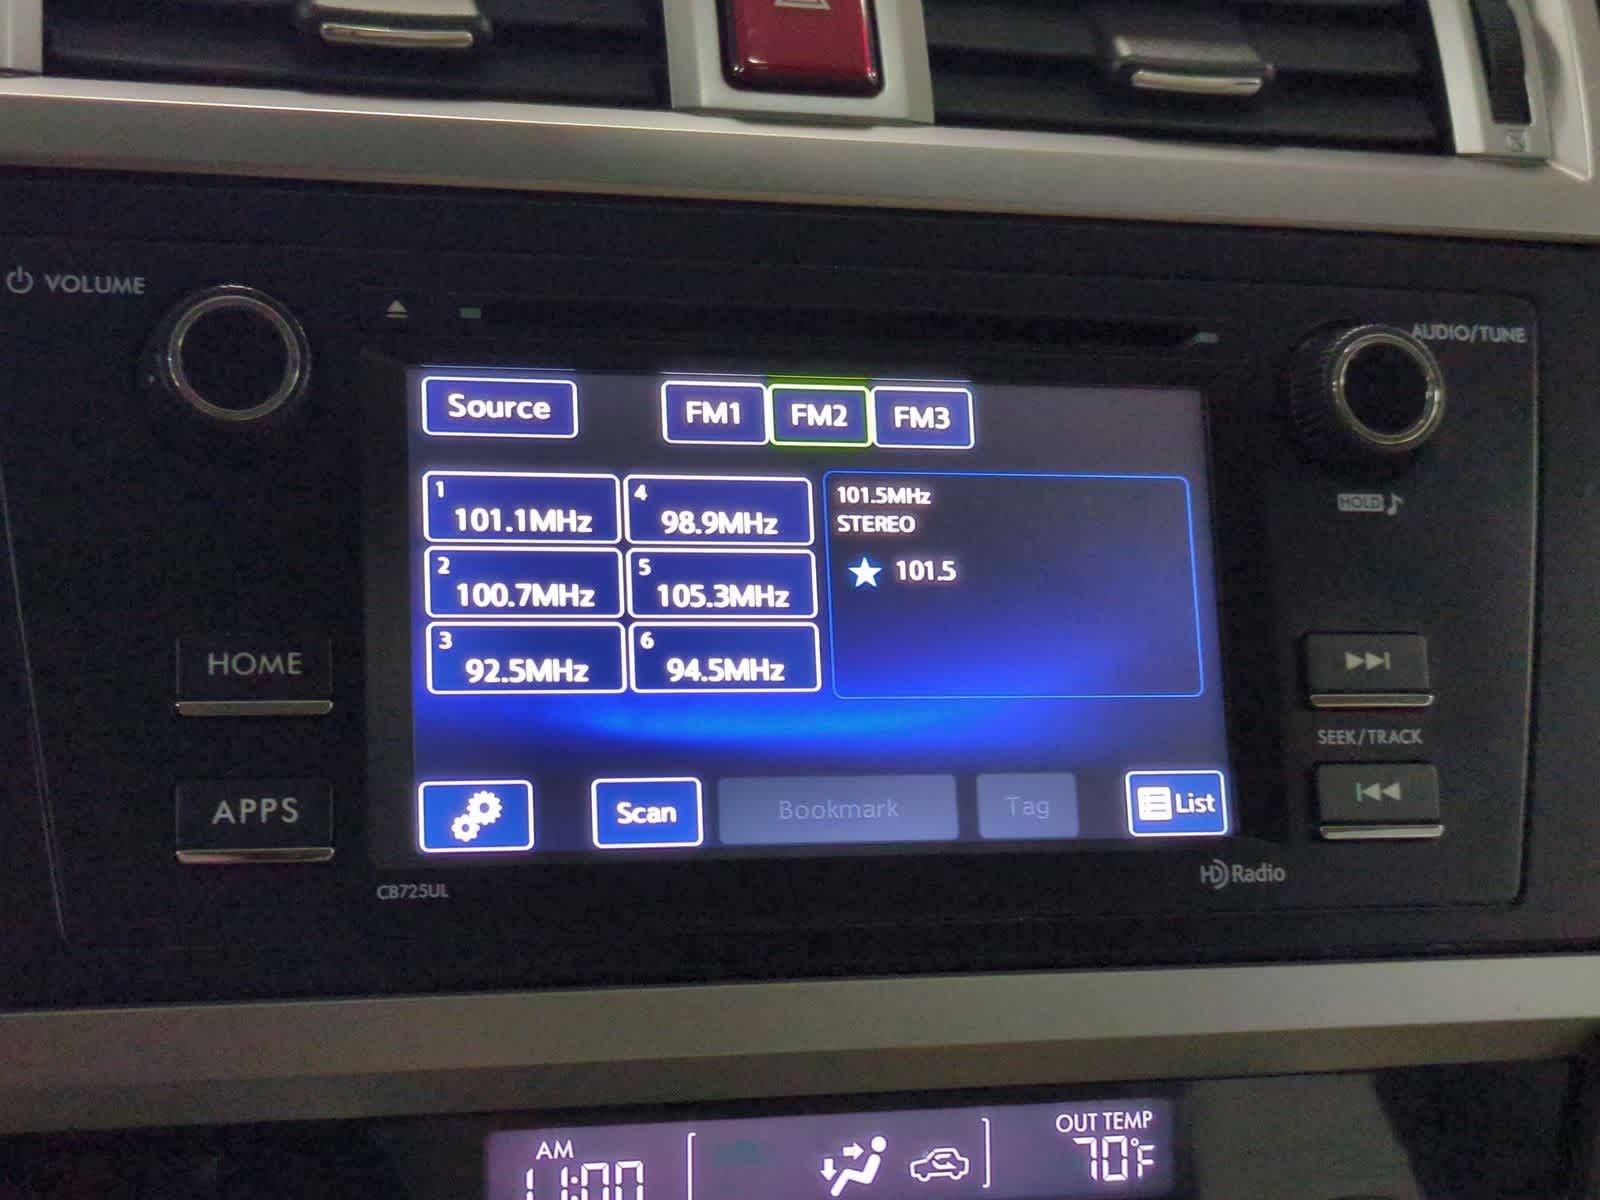 VOLUME
AUDIO/TUNE
Source
FM1
FM2
FM3
1
101.1MHz
4
98.9MHz
2
100.7MHz
5
105.3MHz
3
92.5MHz
6
94.5MHz
101.5MHz
STEREO
101.5
HOLD
HOME
APPS
SEEK/TRACK
Scan
Bookmark
Tag
List
CB725UL
HD Radio
AM
11:00
OUT TEMP
70°F